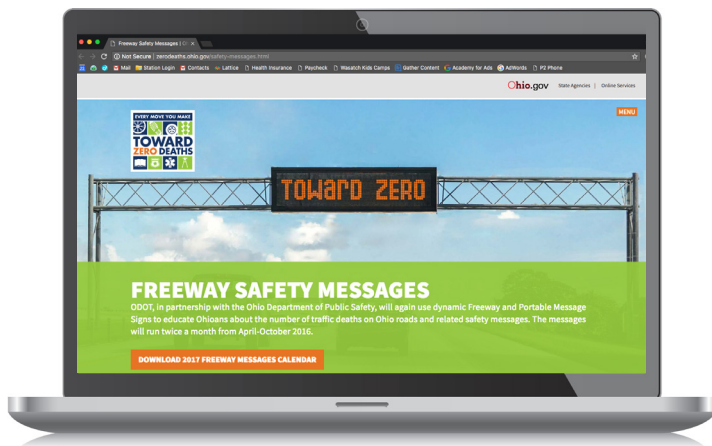 Freeway Safety Messages |
Not Secure | zerodeaths.ohio.gov/safety-messages.html
Mail Station Login Contacts Lattice Health Insurance Paycheck Wasatch Kids Camps Gather Content Academy for Ads AdWords P3 Phone
Ohio.gov State Agencies | Online Services
MENU
EVERY MOVE YOU MAKE
TOWARD
ZERO DEATHS
TOWARD ZERO
FREEWAY SAFETY MESSAGES
ODOT, in partnership with the Ohio Department of Public Safety, will again use dynamic Freeway and Portable Message
Signs to educate Ohioans about the number of traffic deaths on Ohio roads and related safety messages. The messages
will run twice a month from April-October 2016.
DOWNLOAD 2017 FREEWAY MESSAGES CALENDAR